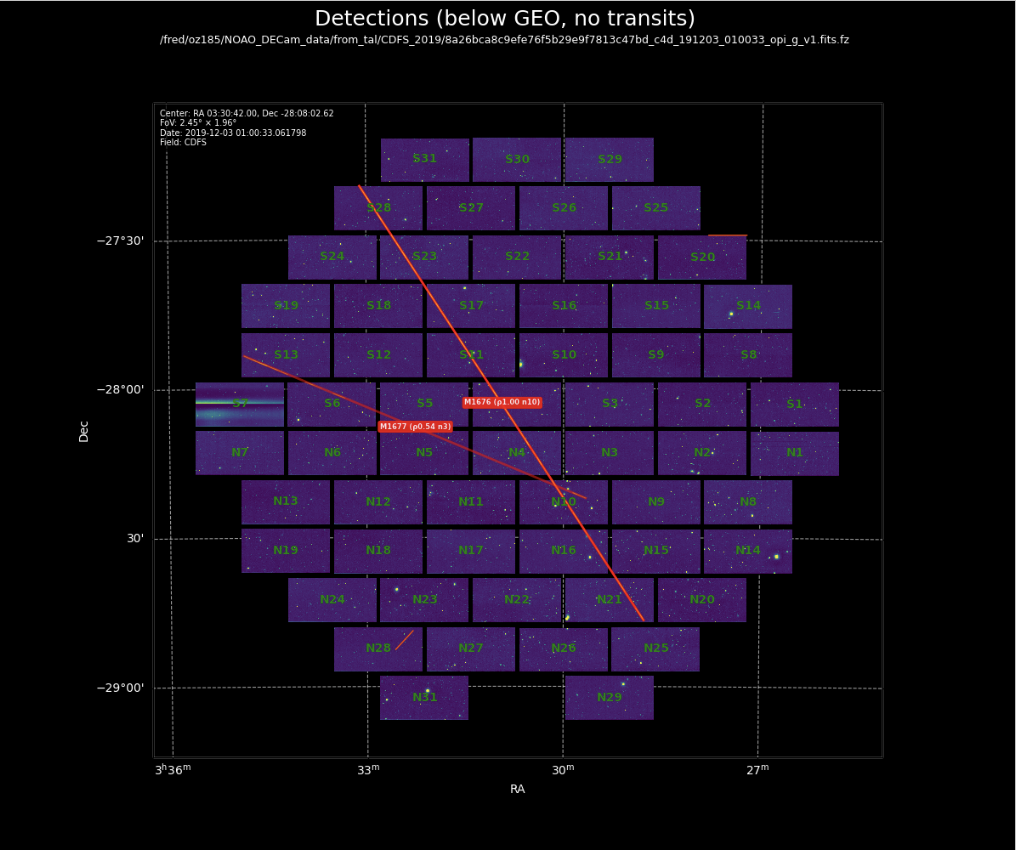 Detections (below GEO, no transits)
/fred/oz185/NOAO_DECam_data/from_tal/CDFS_2019/8a26bca8c9efe76f5b29e9f7813c47bd_c4d_191203_010033_opi_g_v1.fits.fz
Center: RA 03:30:42.00, Dec -28:08:02.62
FoV: 2.45° × 1.96°
Date: 2019-12-03 01:00:33.061798
Field: CDFS
S31 S30 S29
S28 S27 S26 S25
−27°30'
S24 S23 S22 S21 S20
S19 S18 S17 S16 S15 S14
S13 S12 S11 S10 S9 S8
−28°00'
S7 S6 S5 M1676 (ρ1.00 n10) S3 S2 S1
M1677 (ρ0.54 n3)
Dec
N7 N6 N5 N4 N3 N2 N1
N13 N12 N11 N10 N9 N8
30'
N19 N18 N17 N16 N15 N14
N24 N23 N22 N21 N20
N28 N27 N26 N25
−29°00'
N31 N29
3ʰ36ᵐ 33ᵐ 30ᵐ 27ᵐ
RA